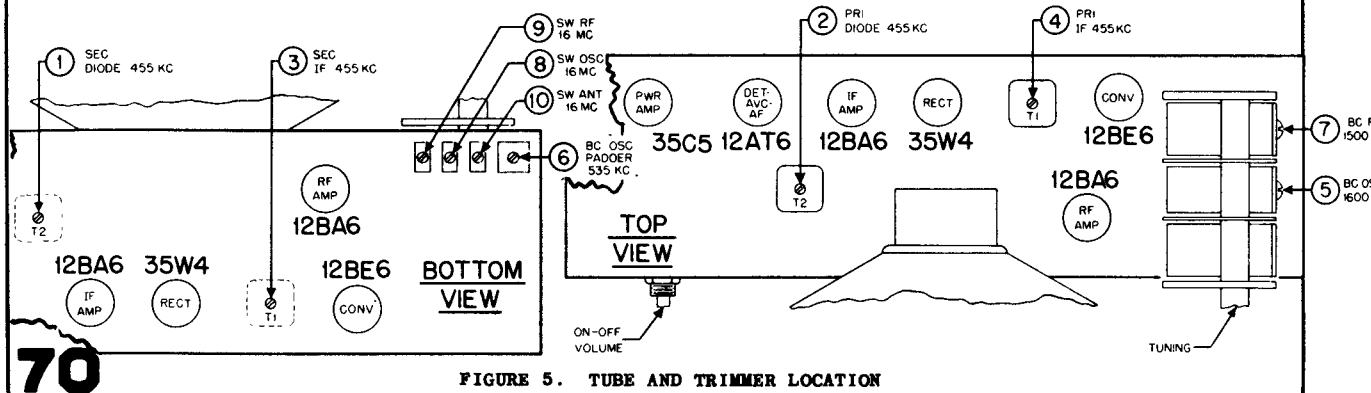 1 SEC
DIODE 455 KC
3 SEC
IF 455 KC
9 SW RF
16 MC
8 SW OSC
16 MC
10 SW ANT
16 MC
6 BC OSC
PADDER
535 KC
T2
RF
AMP
12BA6
12BA6
IF
AMP
35W4
RECT
T1
12BE6
CONV
BOTTOM
VIEW
2 PRI
DIODE 455 KC
4 PRI
IF 455 KC
PWR
AMP
35C5
DET-
AVC-
AF
12AT6
IF
AMP
12BA6
RECT
35W4
T1
CONV
12BE6
7 BC
1500
5 BC
1600
T2
12BA6
RF
AMP
TOP
VIEW
ON-OFF
VOLUME
TUNING
70
FIGURE 5. TUBE AND TRIMMER LOCATION